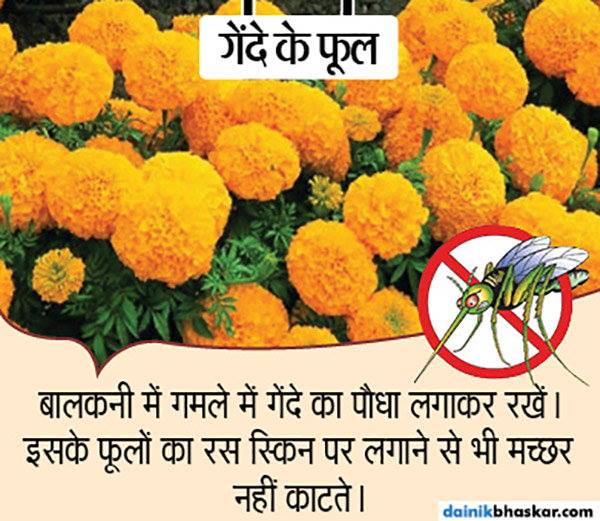 गेंदे के फूल
बालकनी में गमले में गेंदे का पौधा लगाकर रखें।
इसके फूलों का रस स्किन पर लगाने से भी मच्छर
नहीं काटते।
dainikbhaskar.com